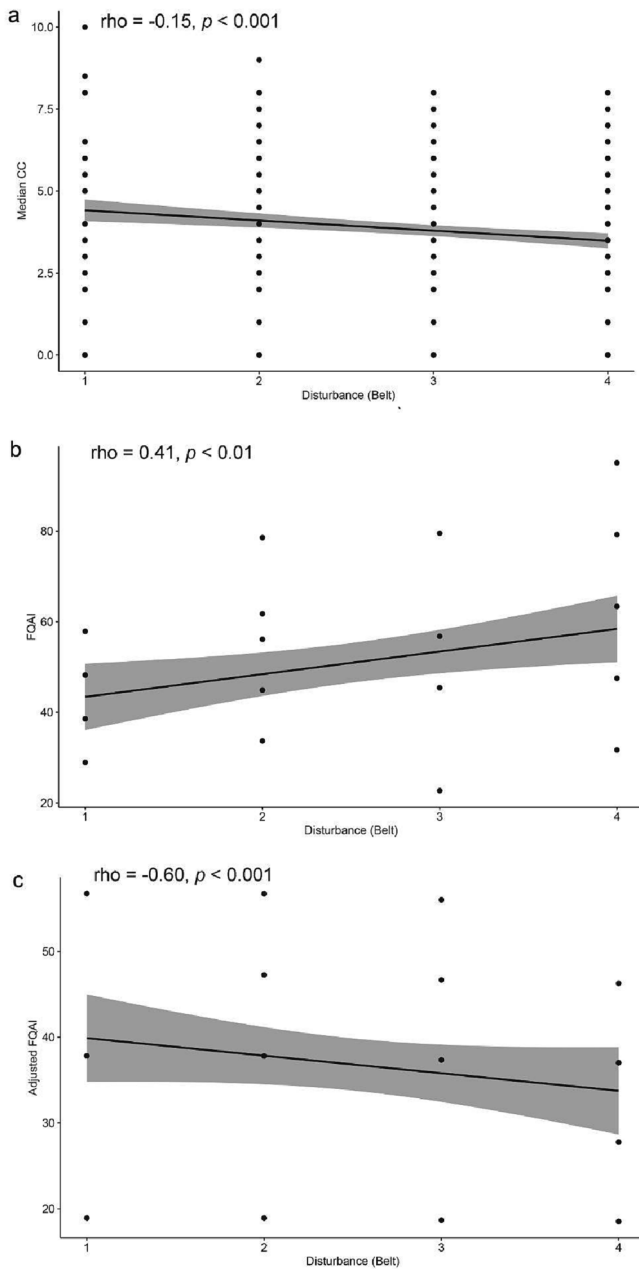 a
rho = -0.15, p < 0.001
10.0
7.5
5.0
2.5
0.0
Median CC
1 2 3 4
Disturbance (Belt)
b
rho = 0.41, p < 0.01
80
60
40
20
FQAI
1 2 3 4
Disturbance (Belt)
c
rho = -0.60, p < 0.001
50
40
30
20
Adjusted FQAI
1 2 3 4
Disturbance (Belt)